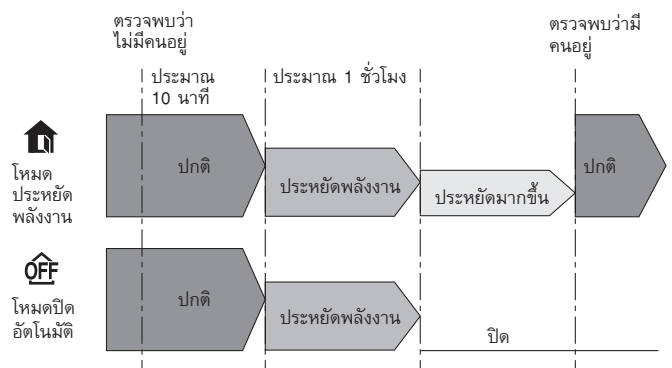 ตรวจพบว่า
ไม่มีคนอยู่
ตรวจพบว่ามี
คนอยู่
ประมาณ
10 นาที
ประมาณ 1 ชั่วโมง
ปกติ
ประหยัดพลังงาน
ประหยัดมากขึ้น
ปกติ
โหมด
ประหยัด
พลังงาน
OFF
โหมดปิด
อัตโนมัติ
ปกติ
ประหยัดพลังงาน
ปิด